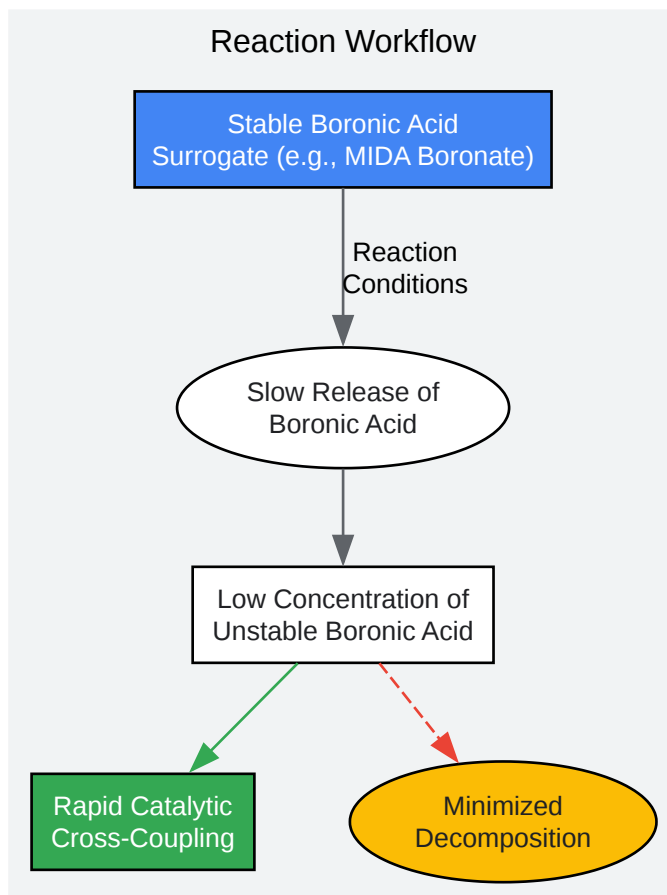 Reaction Workflow
Stable Boronic Acid
Surrogate (e.g., MIDA Boronate)
Reaction
Conditions
Slow Release of
Boronic Acid
Low Concentration of
Unstable Boronic Acid
Rapid Catalytic
Cross-Coupling
Minimized
Decomposition